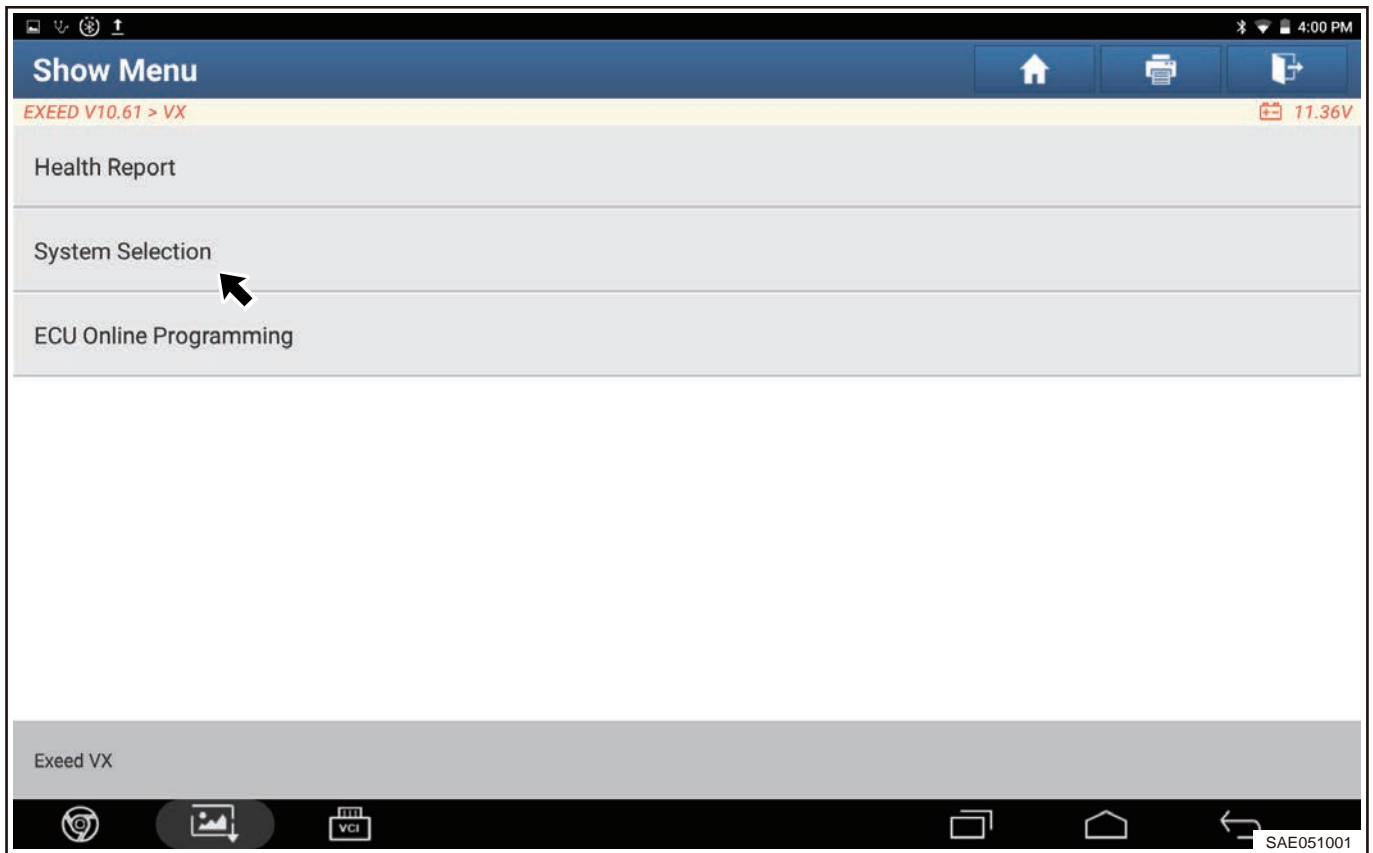 4:00 PM
Show Menu
EXEED V10.61 > VX
11.36V
Health Report
System Selection
ECU Online Programming
Exeed VX
VCI
SAE051001